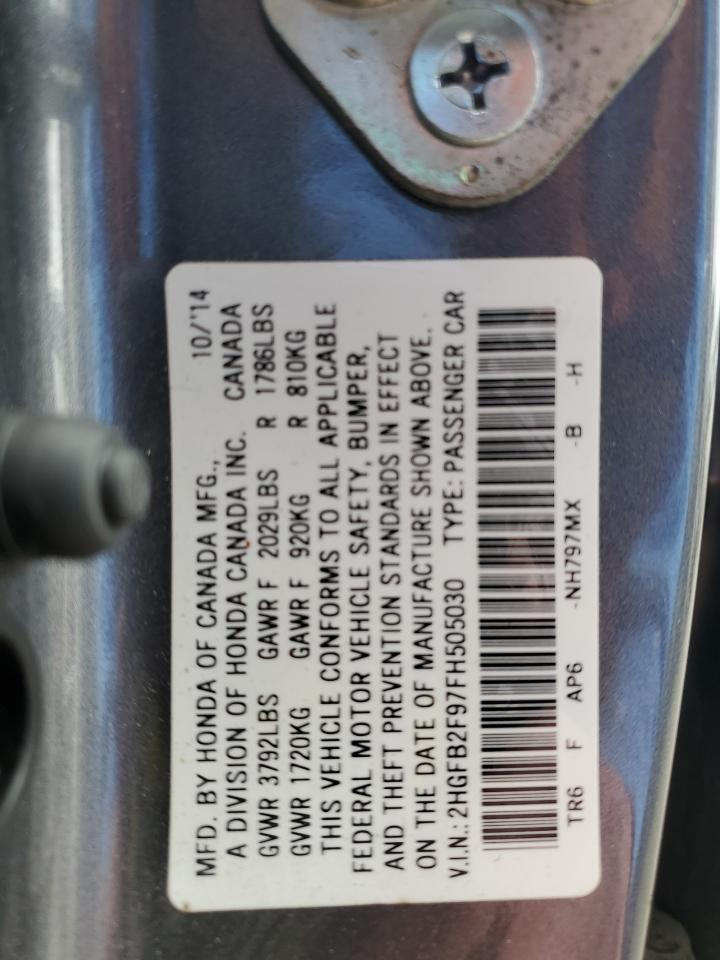 MFD. BY HONDA OF CANADA MFG., 10/'14
A DIVISION OF HONDA CANADA INC. CANADA
GVWR 3792LBS GAWR F 2029LBS R 1786LBS
GVWR 1720KG GAWR F 920KG R 810KG
THIS VEHICLE CONFORMS TO ALL APPLICABLE
FEDERAL MOTOR VEHICLE SAFETY, BUMPER,
AND THEFT PREVENTION STANDARDS IN EFFECT
ON THE DATE OF MANUFACTURE SHOWN ABOVE.
V.I.N.: 2HGFB2F97FH505030 TYPE: PASSENGER CAR
TR6 F AP6 -NH797MX -B -H